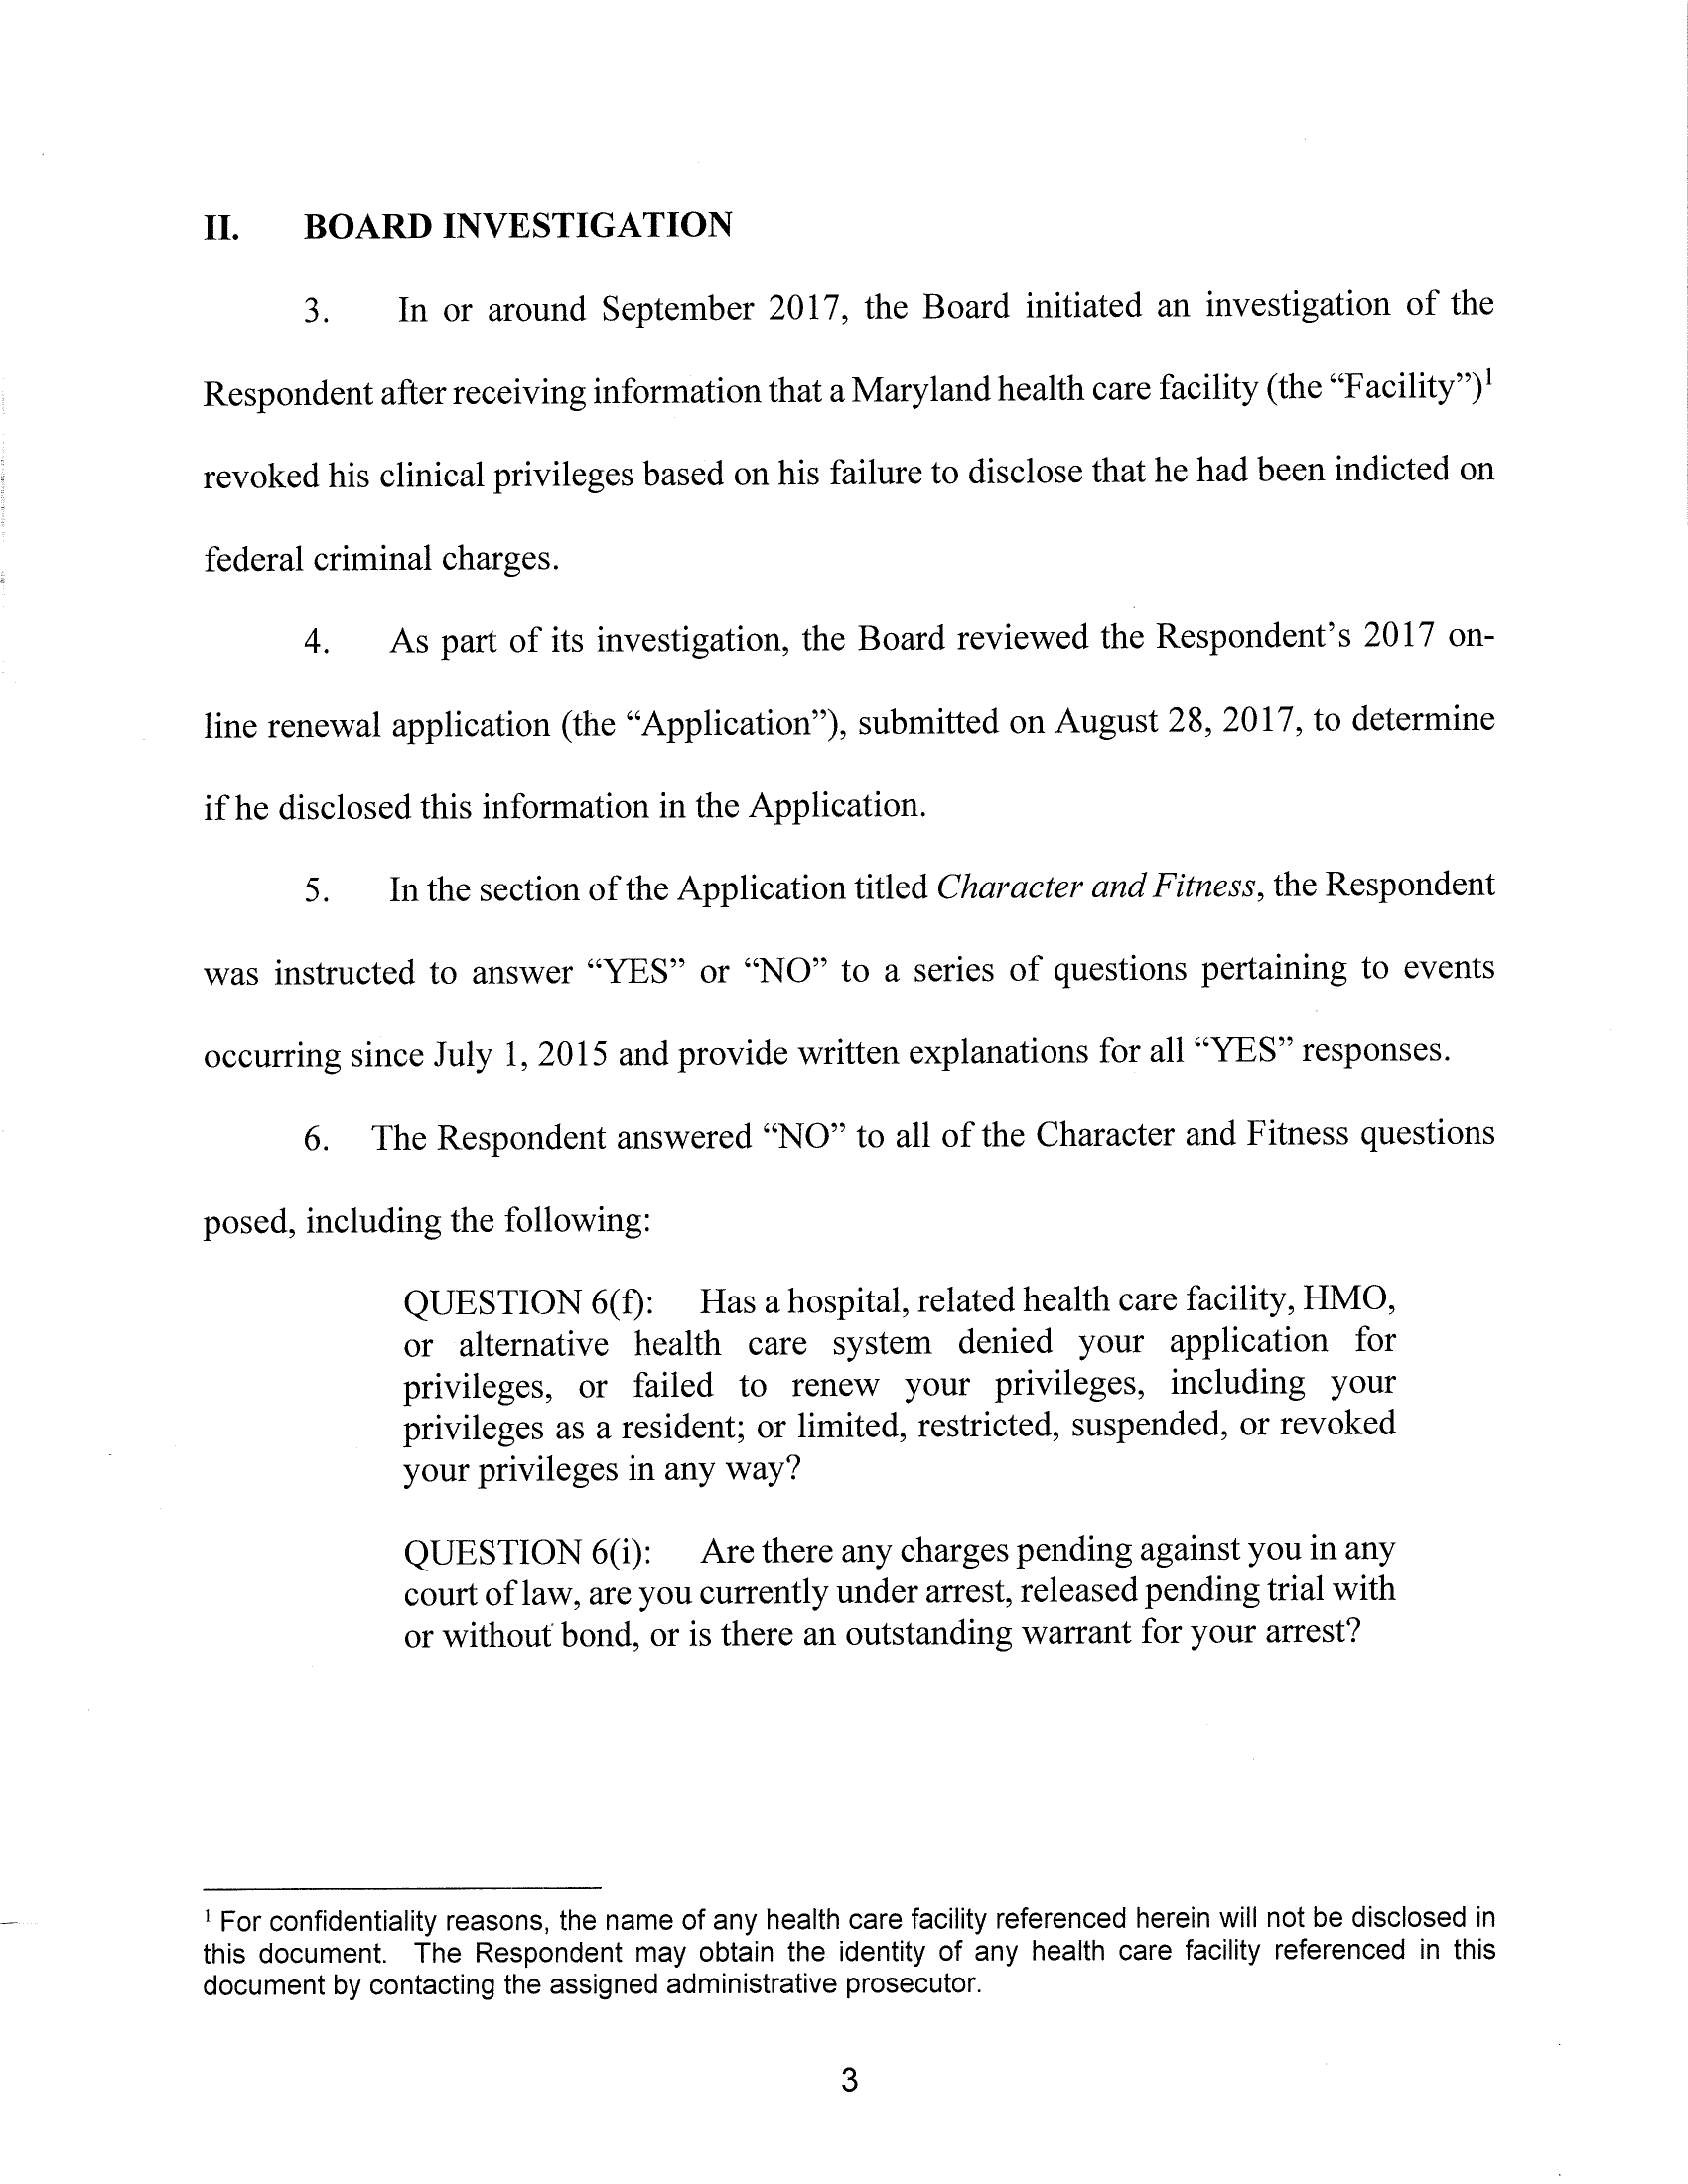 II. BOARD INVESTIGATION
3. In or around September 2017, the Board initiated an investigation of the
Respondent after receiving information that a Maryland health care facility (the “Facility”)¹
revoked his clinical privileges based on his failure to disclose that he had been indicted on
federal criminal charges.
4. As part of its investigation, the Board reviewed the Respondent’s 2017 on-
line renewal application (the “Application”), submitted on August 28, 2017, to determine
if he disclosed this information in the Application.
5. In the section of the Application titled Character and Fitness, the Respondent
was instructed to answer “YES” or “NO” to a series of questions pertaining to events
occurring since July 1, 2015 and provide written explanations for all “YES” responses.
6. The Respondent answered “NO” to all of the Character and Fitness questions
posed, including the following:
QUESTION 6(f): Has a hospital, related health care facility, HMO,
or alternative health care system denied your application for
privileges, or failed to renew your privileges, including your
privileges as a resident; or limited, restricted, suspended, or revoked
your privileges in any way?
QUESTION 6(i): Are there any charges pending against you in any
court of law, are you currently under arrest, released pending trial with
or without bond, or is there an outstanding warrant for your arrest?
¹ For confidentiality reasons, the name of any health care facility referenced herein will not be disclosed in
this document. The Respondent may obtain the identity of any health care facility referenced in this
document by contacting the assigned administrative prosecutor.
3